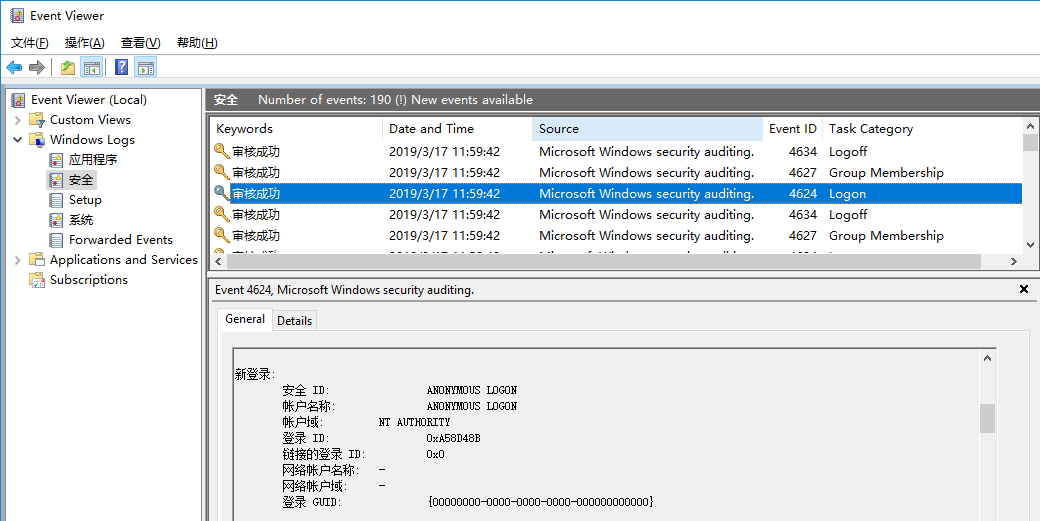 Event Viewer
文件(F) 操作(A) 查看(V) 帮助(H)
Event Viewer (Local)
Custom Views
Windows Logs
应用程序
安全
Setup
系统
Forwarded Events
Applications and Services
Subscriptions
安全 Number of events: 190 (!) New events available
Keywords Date and Time Source Event ID Task Category
审核成功 2019/3/17 11:59:42 Microsoft Windows security auditing. 4634 Logoff
审核成功 2019/3/17 11:59:42 Microsoft Windows security auditing. 4627 Group Membership
审核成功 2019/3/17 11:59:42 Microsoft Windows security auditing. 4624 Logon
审核成功 2019/3/17 11:59:42 Microsoft Windows security auditing. 4634 Logoff
审核成功 2019/3/17 11:59:42 Microsoft Windows security auditing. 4627 Group Membership
Event 4624, Microsoft Windows security auditing.
General Details
新登录:
安全 ID: ANONYMOUS LOGON
帐户名称: ANONYMOUS LOGON
帐户域: NT AUTHORITY
登录 ID: 0xA58D48B
链接的登录 ID: 0x0
网络帐户名称: -
网络帐户域: -
登录 GUID: {00000000-0000-0000-0000-000000000000}